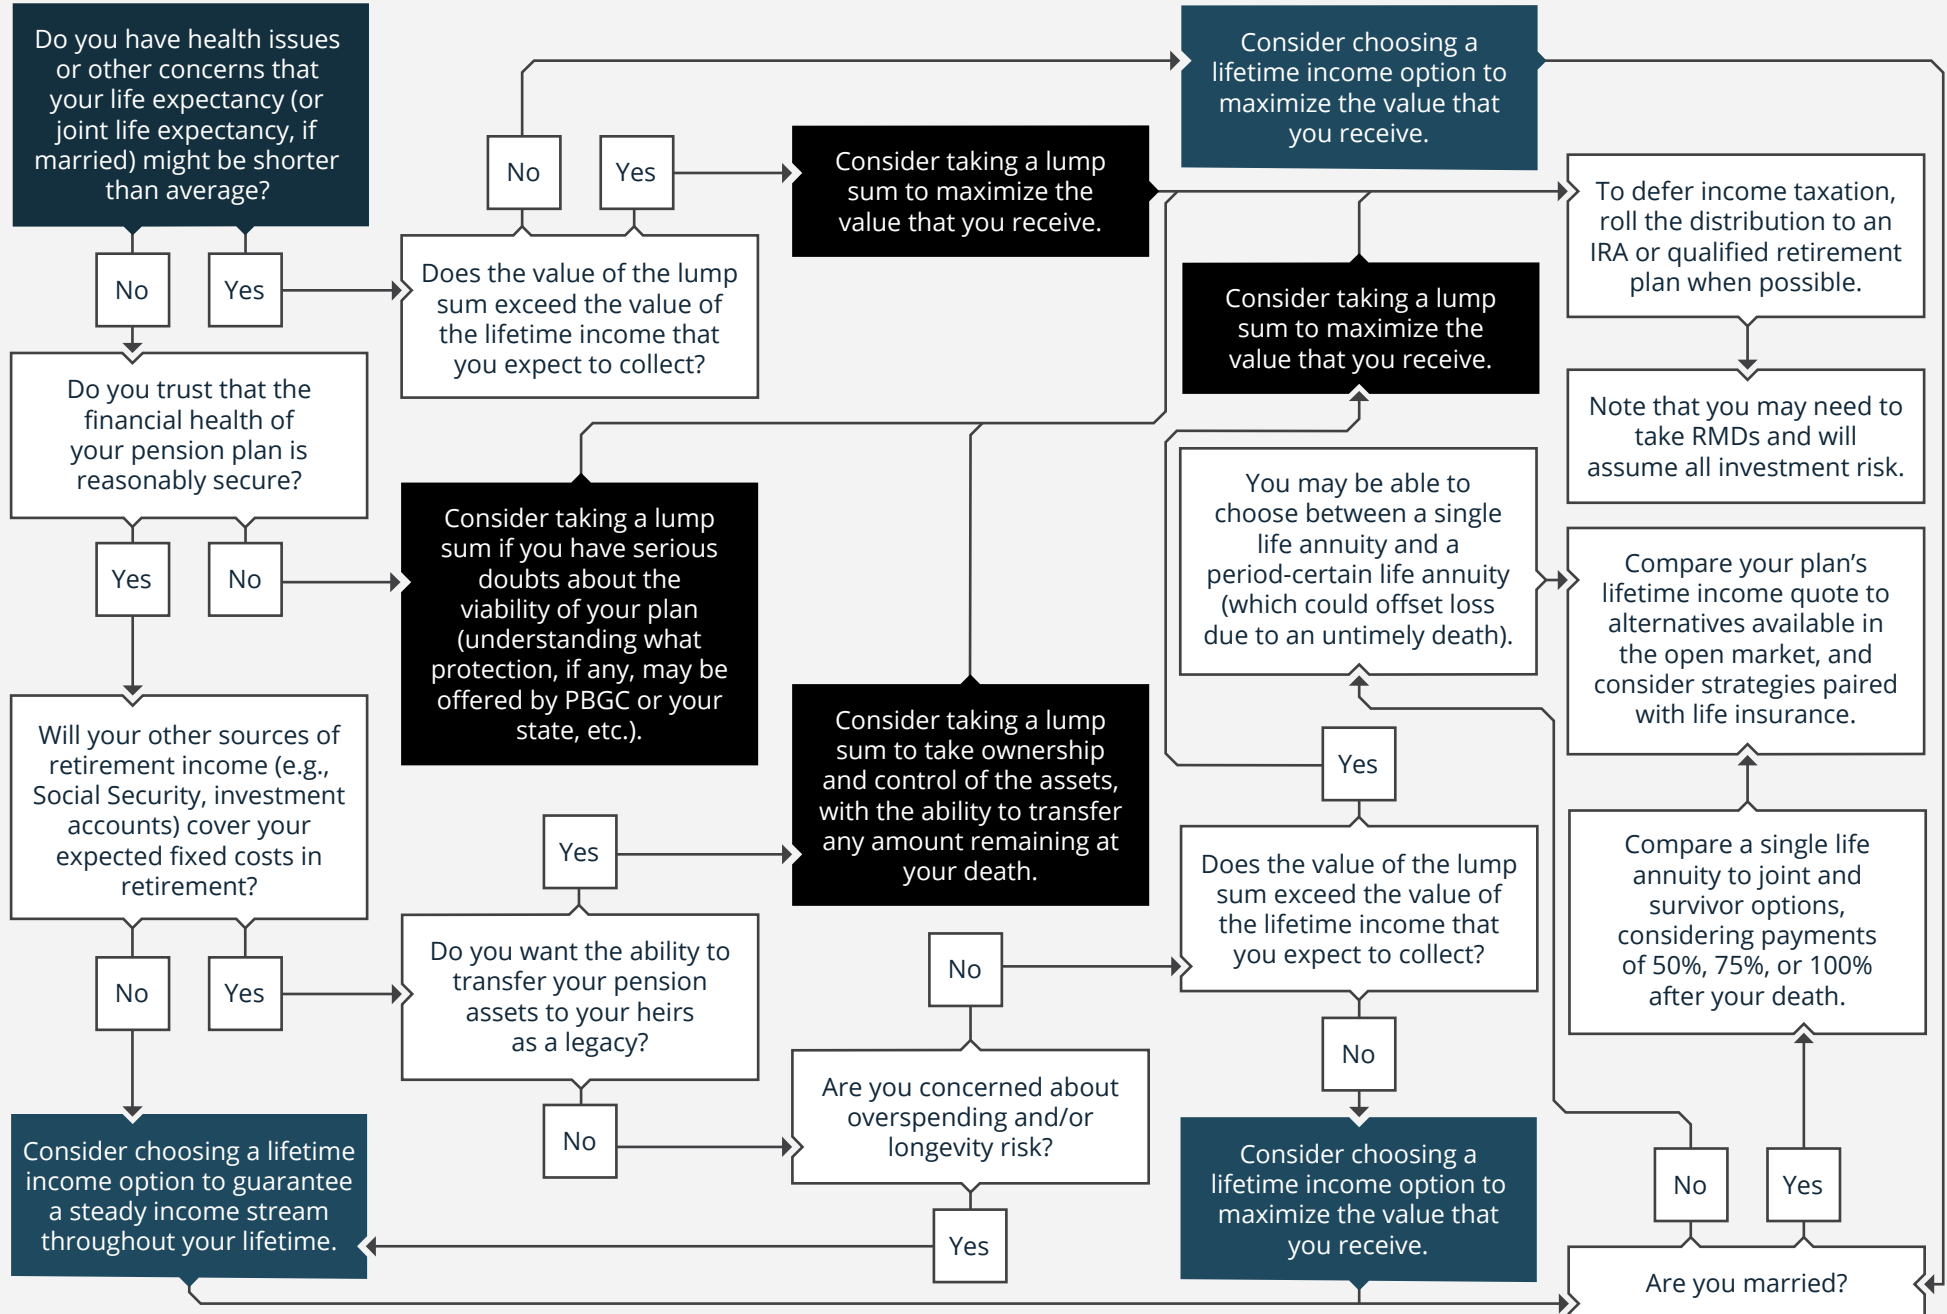 Do you have health issues
or other concerns that
your life expectancy (or
joint life expectancy, if
married) might be shorter
than average?
No
Yes
Does the value of the lump
sum exceed the value of
the lifetime income that
you expect to collect?
No
Yes
Consider taking a lump
sum to maximize the
value that you receive.
Consider choosing a
lifetime income option to
maximize the value that
you receive.
To defer income taxation,
roll the distribution to an
IRA or qualified retirement
plan when possible.
Note that you may need to
take RMDs and will
assume all investment risk.
Consider taking a lump
sum to maximize the
value that you receive.
Do you trust that the
financial health of
your pension plan is
reasonably secure?
Yes
No
Consider taking a lump
sum if you have serious
doubts about the
viability of your plan
(understanding what
protection, if any, may be
offered by PBGC or your
state, etc.).
You may be able to
choose between a single
life annuity and a
period-certain life annuity
(which could offset loss
due to an untimely death).
Compare your plan’s
lifetime income quote to
alternatives available in
the open market, and
consider strategies paired
with life insurance.
Will your other sources of
retirement income (e.g.,
Social Security, investment
accounts) cover your
expected fixed costs in
retirement?
No
Yes
Do you want the ability to
transfer your pension
assets to your heirs
as a legacy?
Yes
No
Consider taking a lump
sum to take ownership
and control of the assets,
with the ability to transfer
any amount remaining at
your death.
Are you concerned about
overspending and/or
longevity risk?
No
Yes
Does the value of the lump
sum exceed the value of
the lifetime income that
you expect to collect?
Yes
No
Compare a single life
annuity to joint and
survivor options,
considering payments
of 50%, 75%, or 100%
after your death.
Consider choosing a lifetime
income option to guarantee
a steady income stream
throughout your lifetime.
Consider choosing a
lifetime income option to
maximize the value that
you receive.
No
Yes
Are you married?